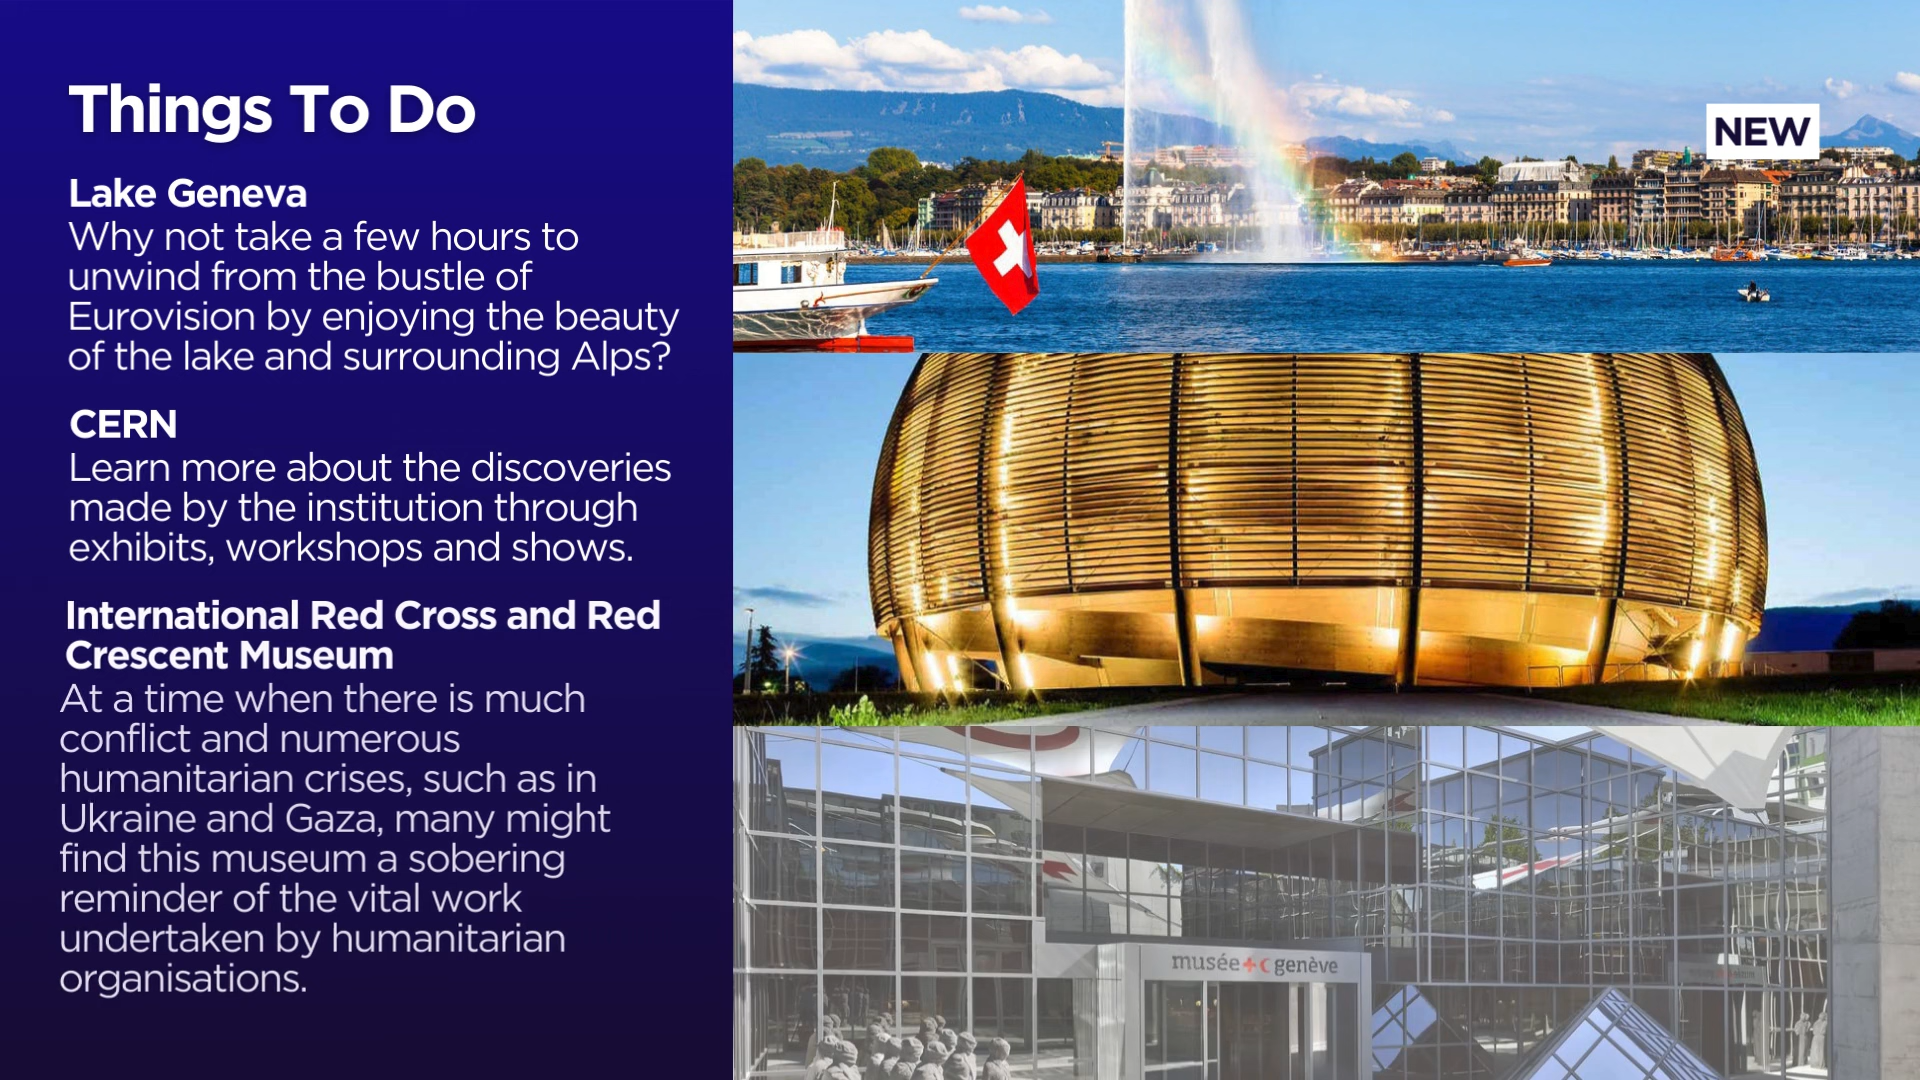 Things To Do
Lake Geneva
Why not take a few hours to
unwind from the bustle of
Eurovision by enjoying the beauty
of the lake and surrounding Alps?
CERN
Learn more about the discoveries
made by the institution through
exhibits, workshops and shows.
International Red Cross and Red
Crescent Museum
At a time when there is much
conflict and numerous
humanitarian crises, such as in
Ukraine and Gaza, many might
find this museum a sobering
reminder of the vital work
undertaken by humanitarian
organisations.
NEW
musée genève